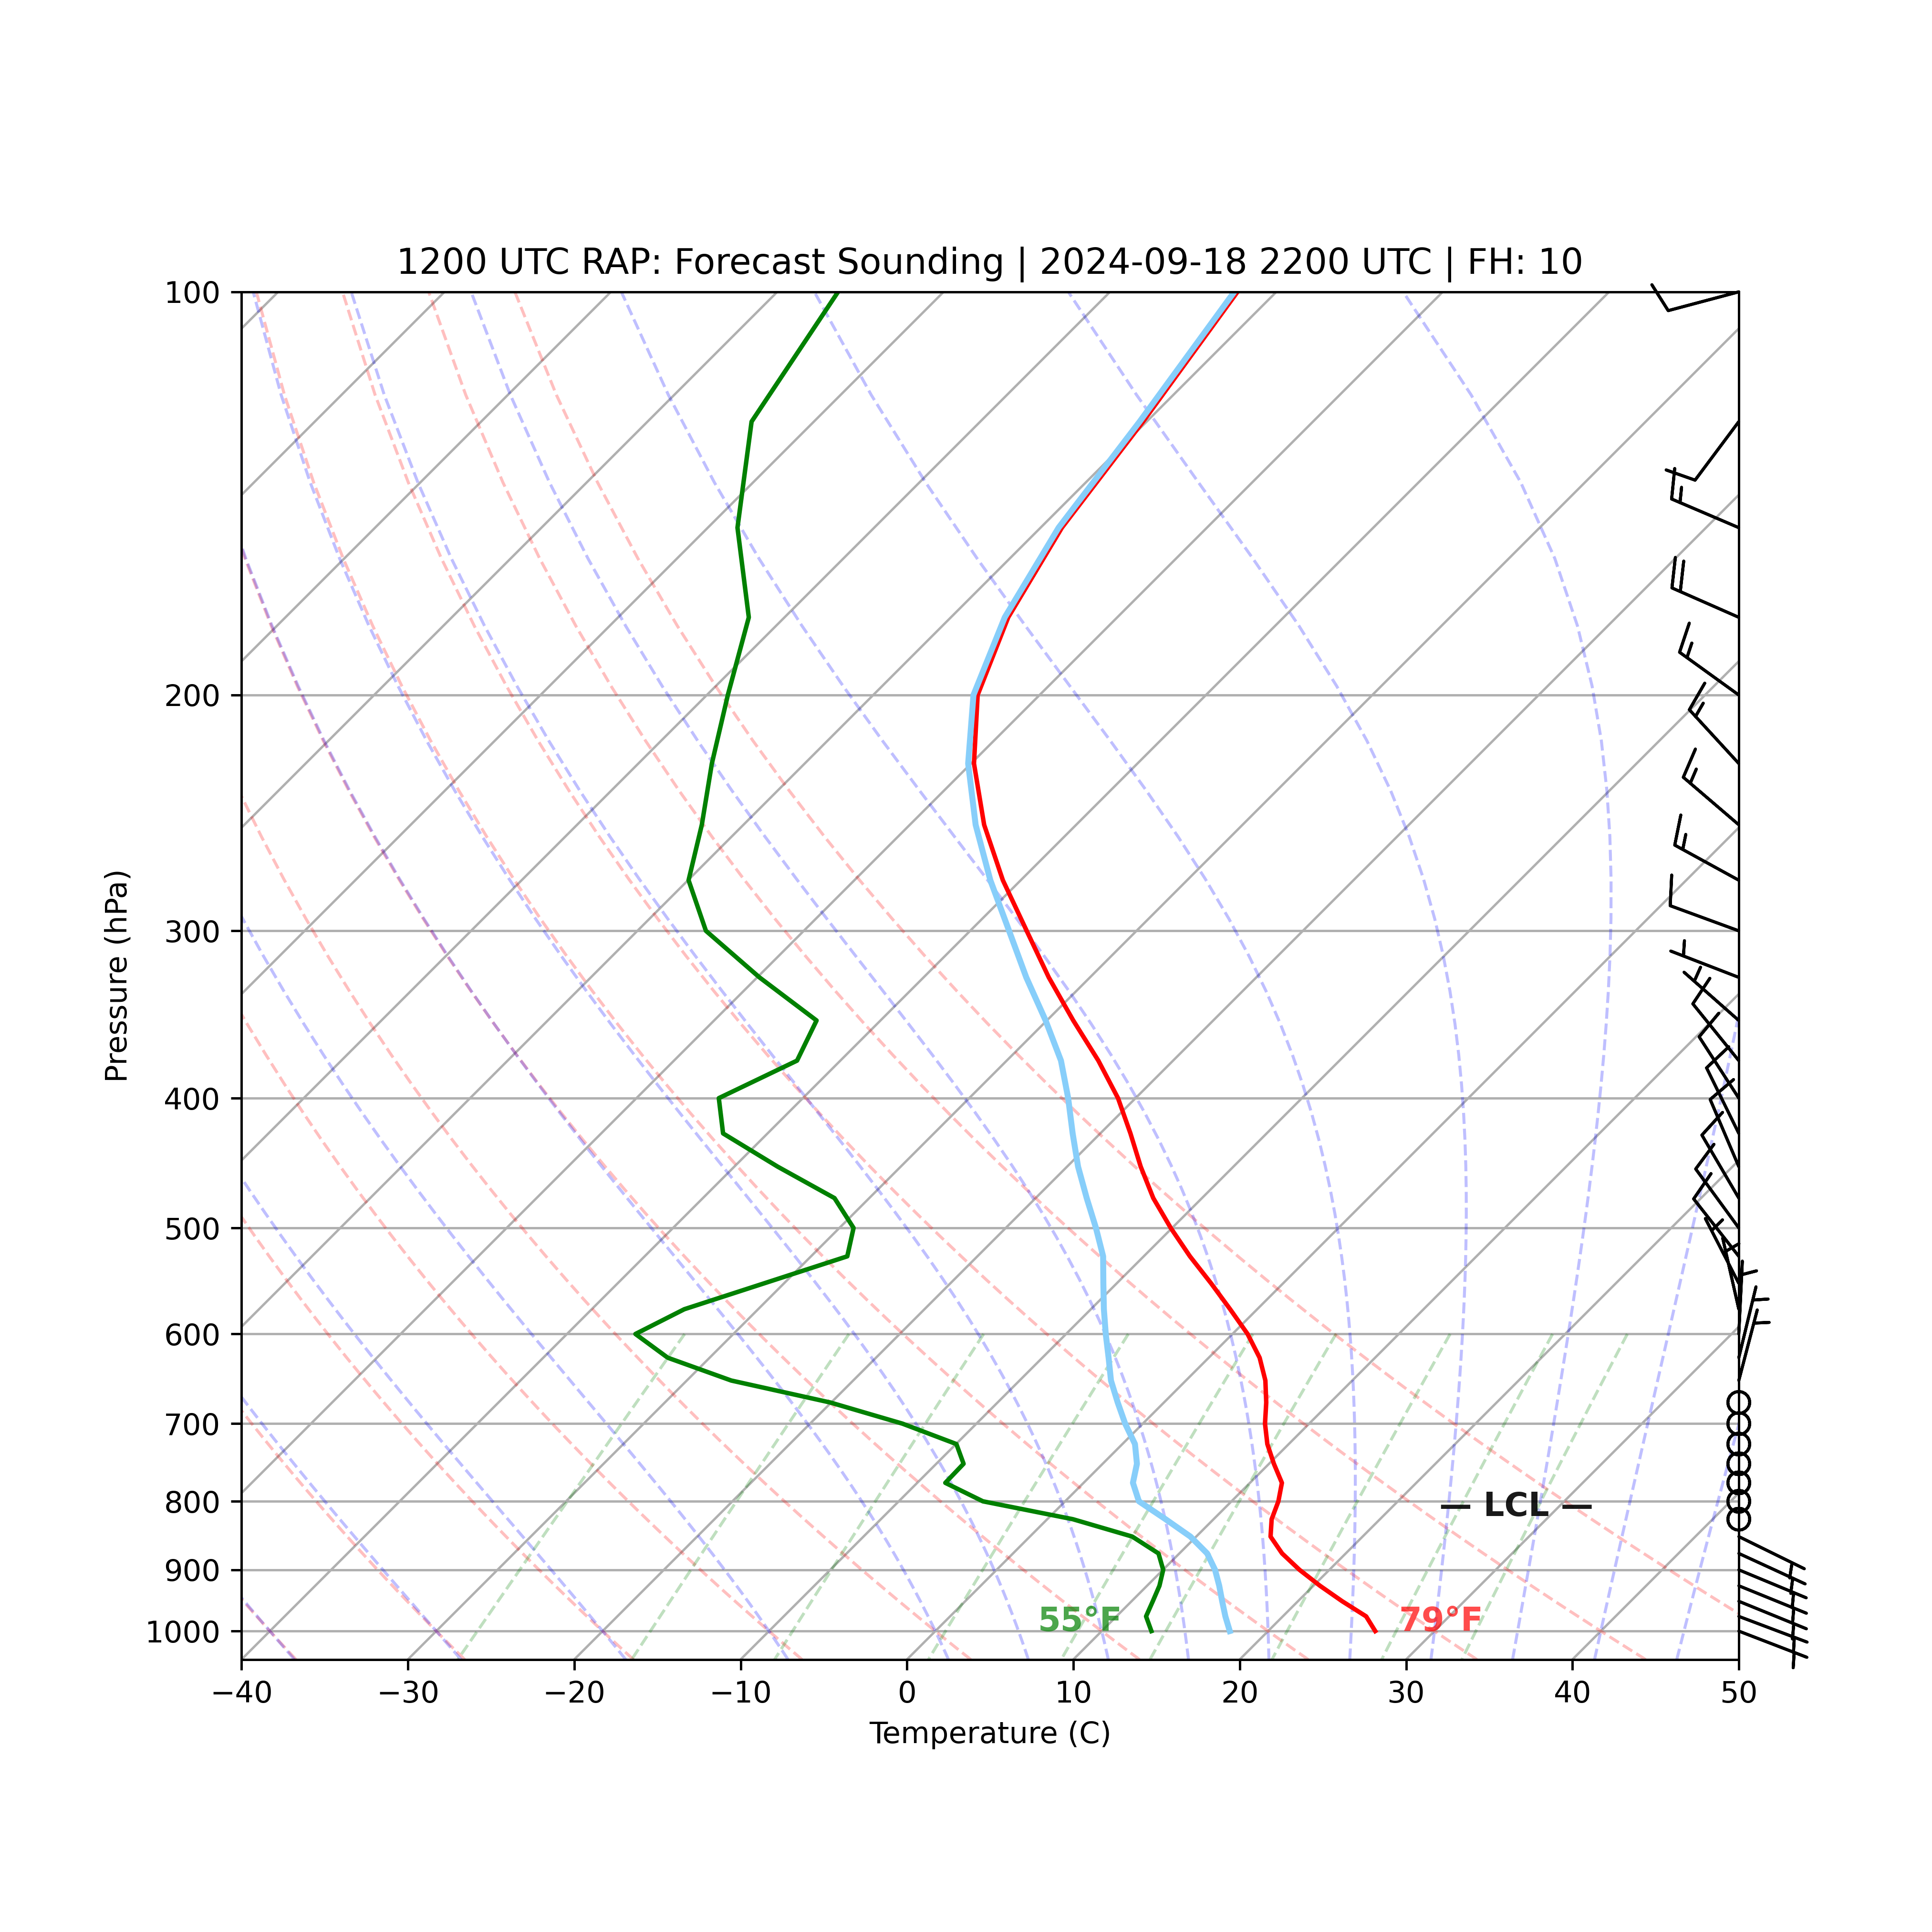 1200 UTC RAP: Forecast Sounding | 2024-09-18 2200 UTC | FH: 10
100
200
300
400
500
600
700
800
900
1000
Pressure (hPa)
— LCL —
55°F
79°F
−40 −30 −20 −10 0 10 20 30 40 50
Temperature (C)